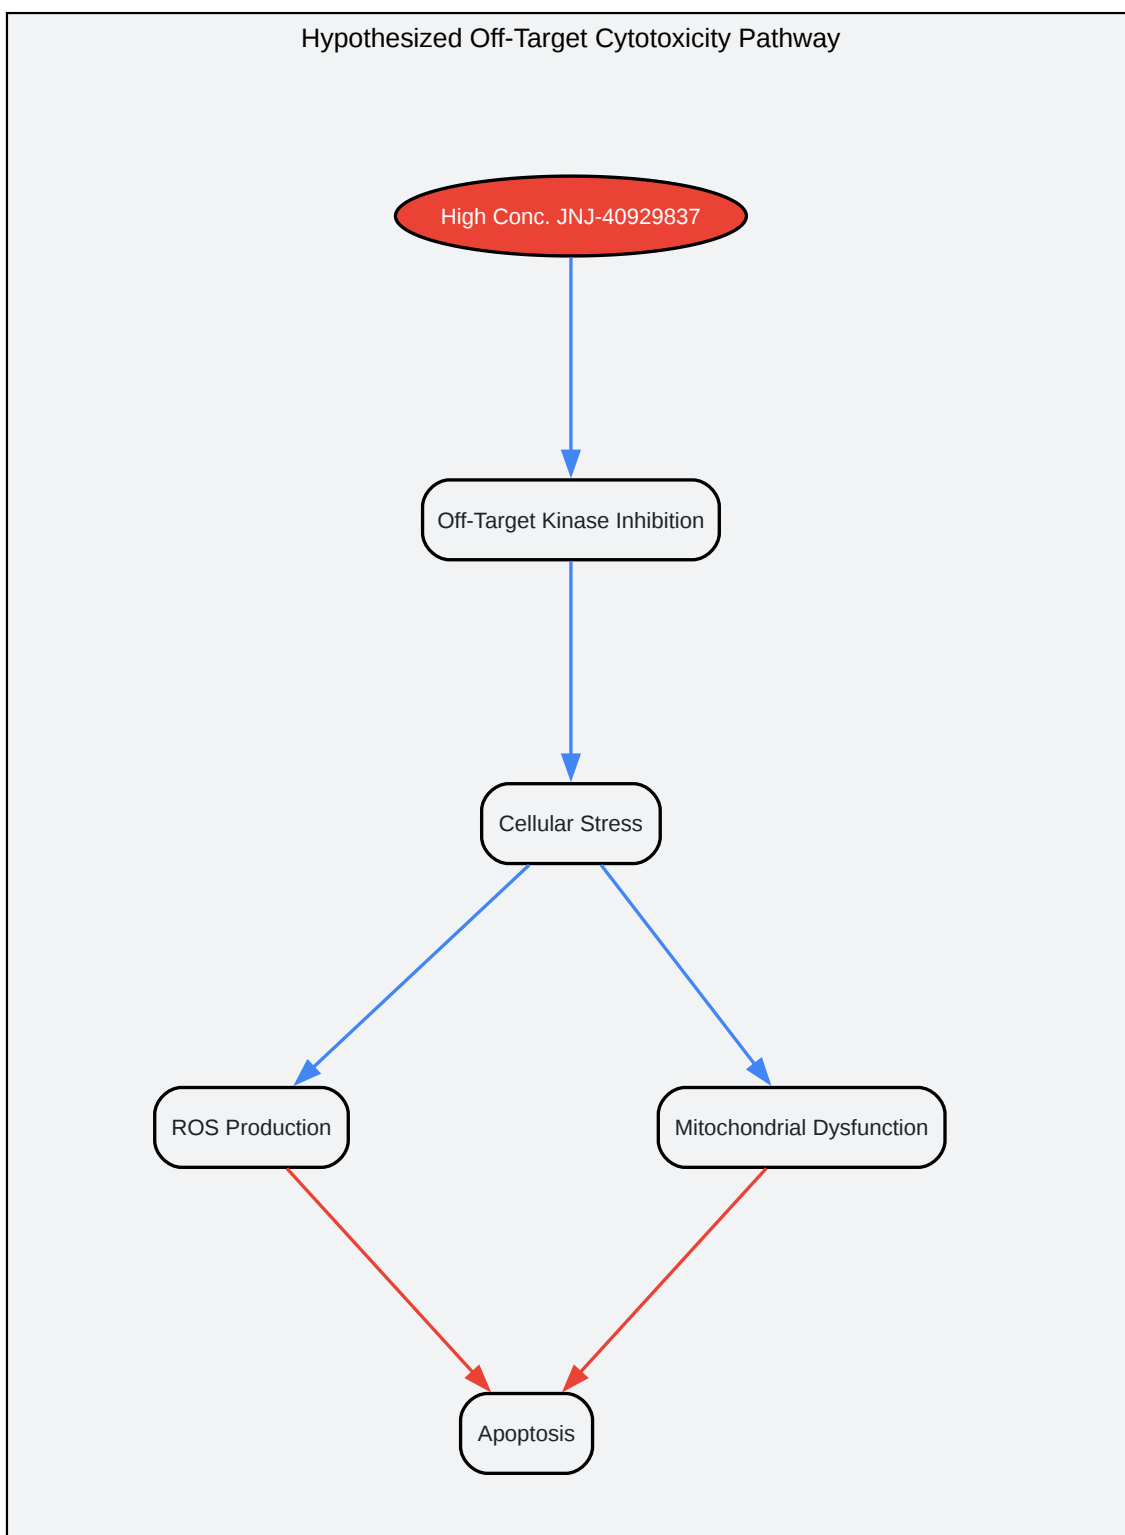 Hypothesized Off-Target Cytotoxicity Pathway
High Conc. JNJ-40929837
Off-Target Kinase Inhibition
Cellular Stress
ROS Production
Mitochondrial Dysfunction
Apoptosis